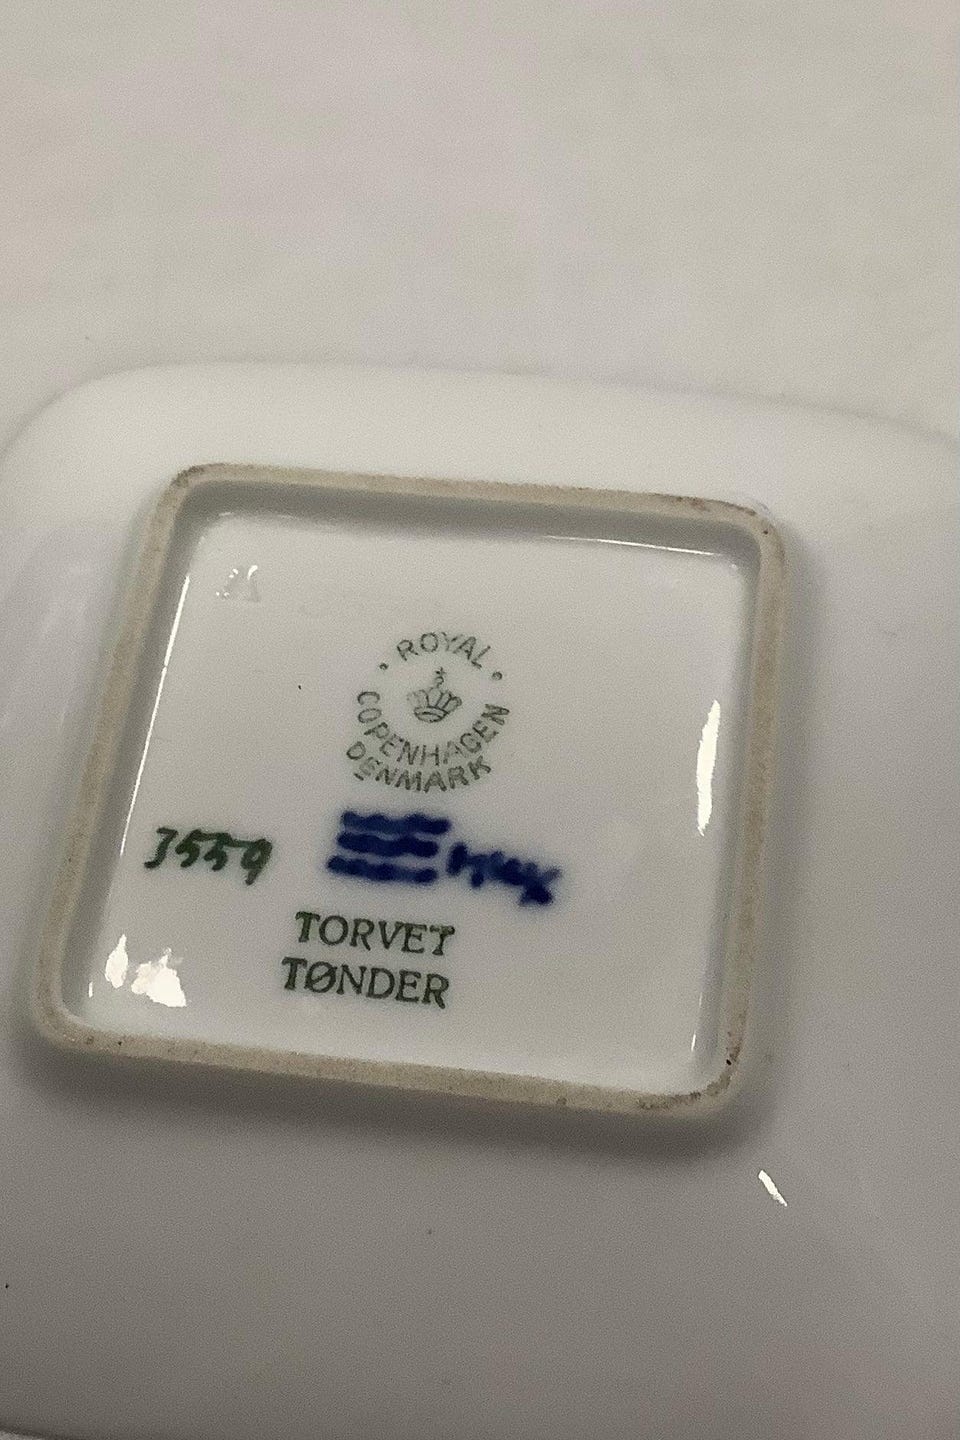 ROYAL
COPENHAGEN
DENMARK
3559
TORVET
TØNDER